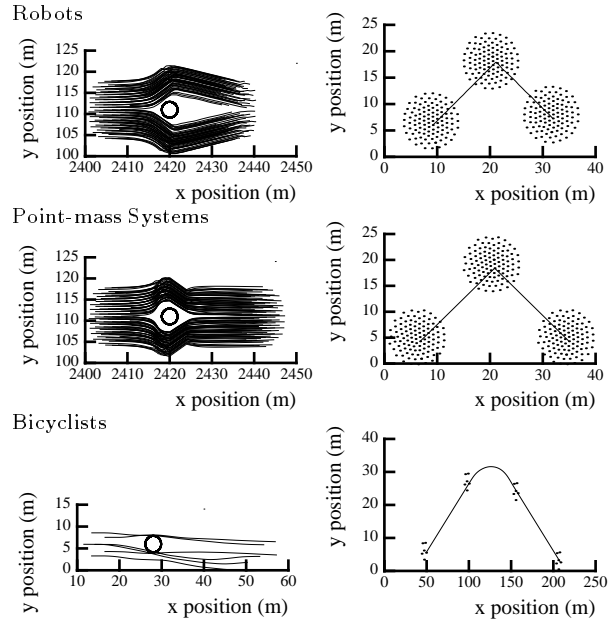 Robots
y position (m)
125
120
115
110
105
100
2400 2410 2420 2430 2440 2450
x position (m)
y position (m)
25
20
15
10
5
0
0 10 20 30 40
x position (m)
Point-mass Systems
y position (m)
125
120
115
110
105
100
2400 2410 2420 2430 2440 2450
x position (m)
y position (m)
25
20
15
10
5
0
0 10 20 30 40
x position (m)
Bicyclists
y position (m)
15
10
5
0
10 20 30 40 50 60
x position (m)
y position (m)
40
30
20
10
0
0 50 100 150 200 250
x position (m)